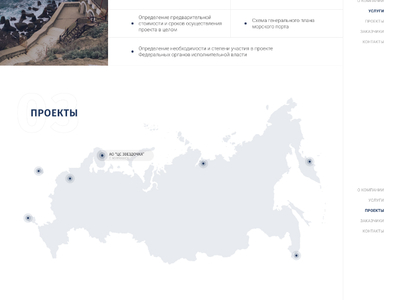 Определение предварительной
стоимости и сроков осуществления
проекта в целом
Схема генерального плана
морского порта
Определение необходимости и степени участия в проекте
Федеральных органов исполнительной власти
О КОМПАНИИ
УСЛУГИ
ПРОЕКТЫ
ЗАКАЗЧИКИ
КОНТАКТЫ
ПРОЕКТЫ
АО "ЦС ЗВЕЗДОЧКА"
О КОМПАНИИ
УСЛУГИ
ПРОЕКТЫ
ЗАКАЗЧИКИ
КОНТАКТЫ